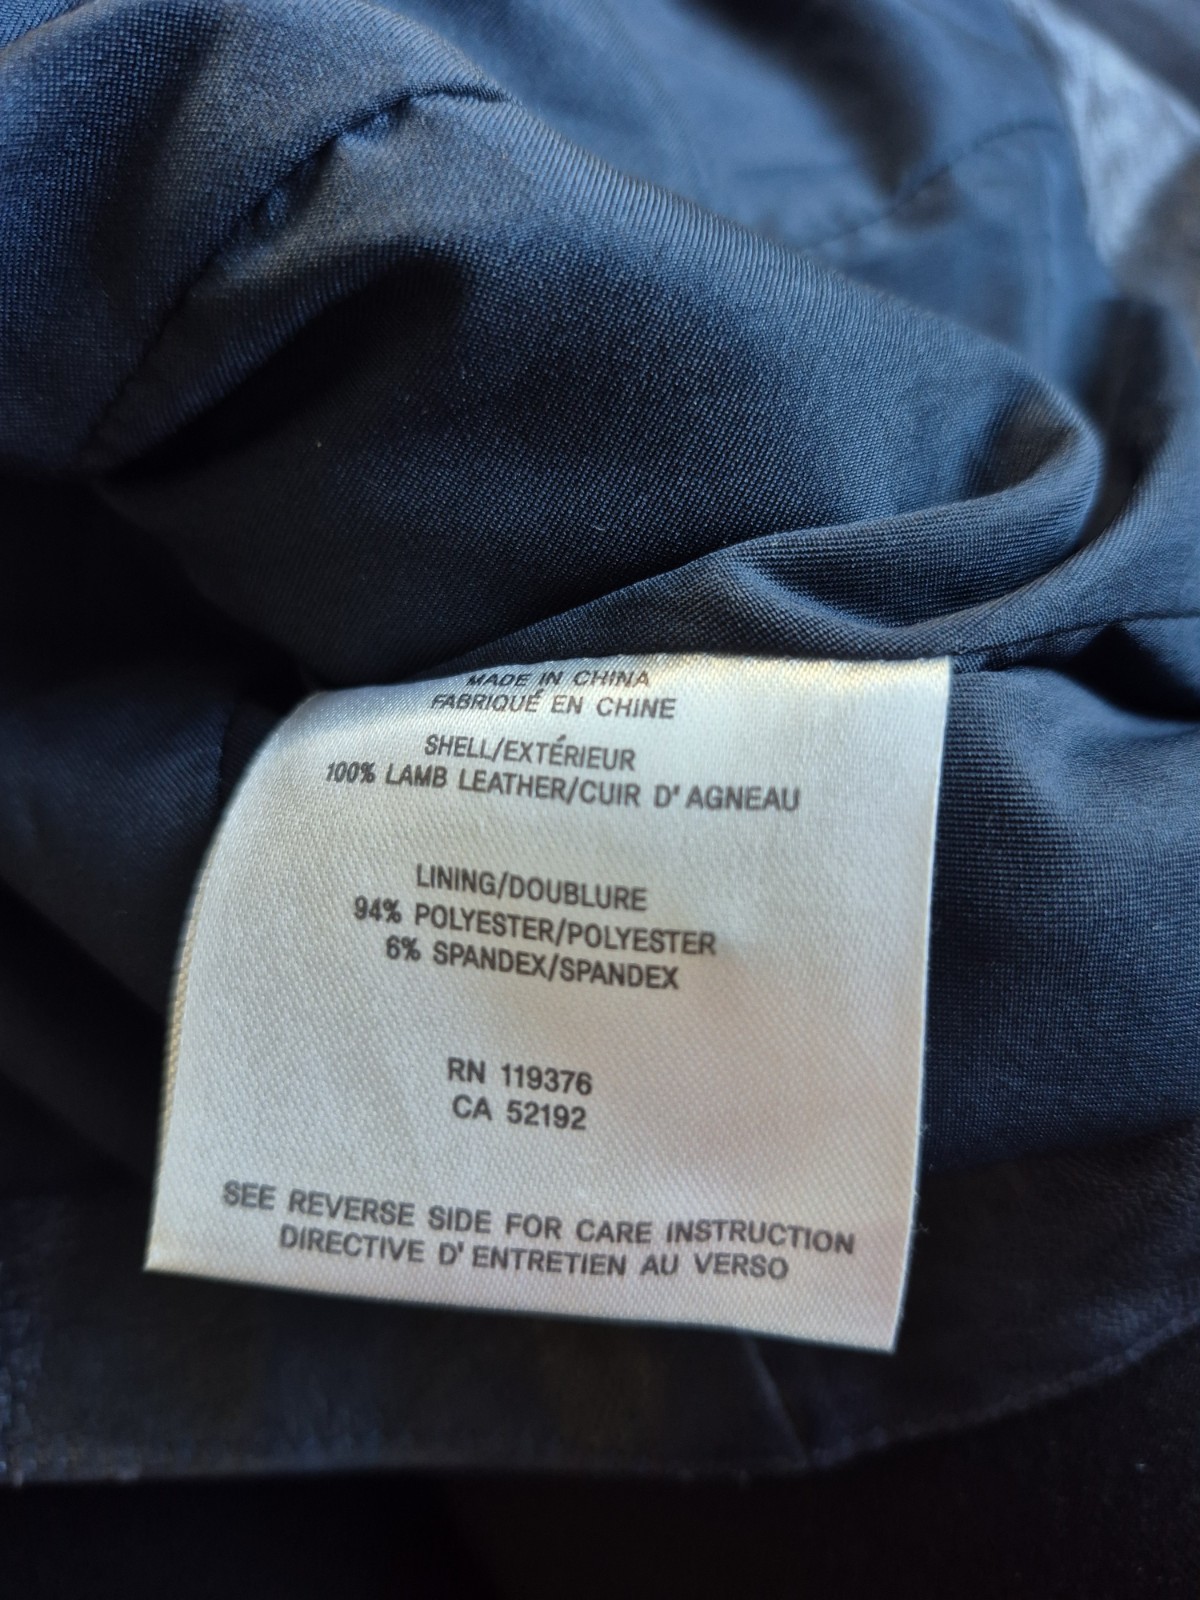 MADE IN CHINA
FABRIQUÉ EN CHINE
SHELL/EXTÉRIEUR
100% LAMB LEATHER/CUIR D' AGNEAU
LINING/DOUBLURE
94% POLYESTER/POLYESTER
6% SPANDEX/SPANDEX
RN 119376
CA 52192
SEE REVERSE SIDE FOR CARE INSTRUCTION
DIRECTIVE D' ENTRETIEN AU VERSO